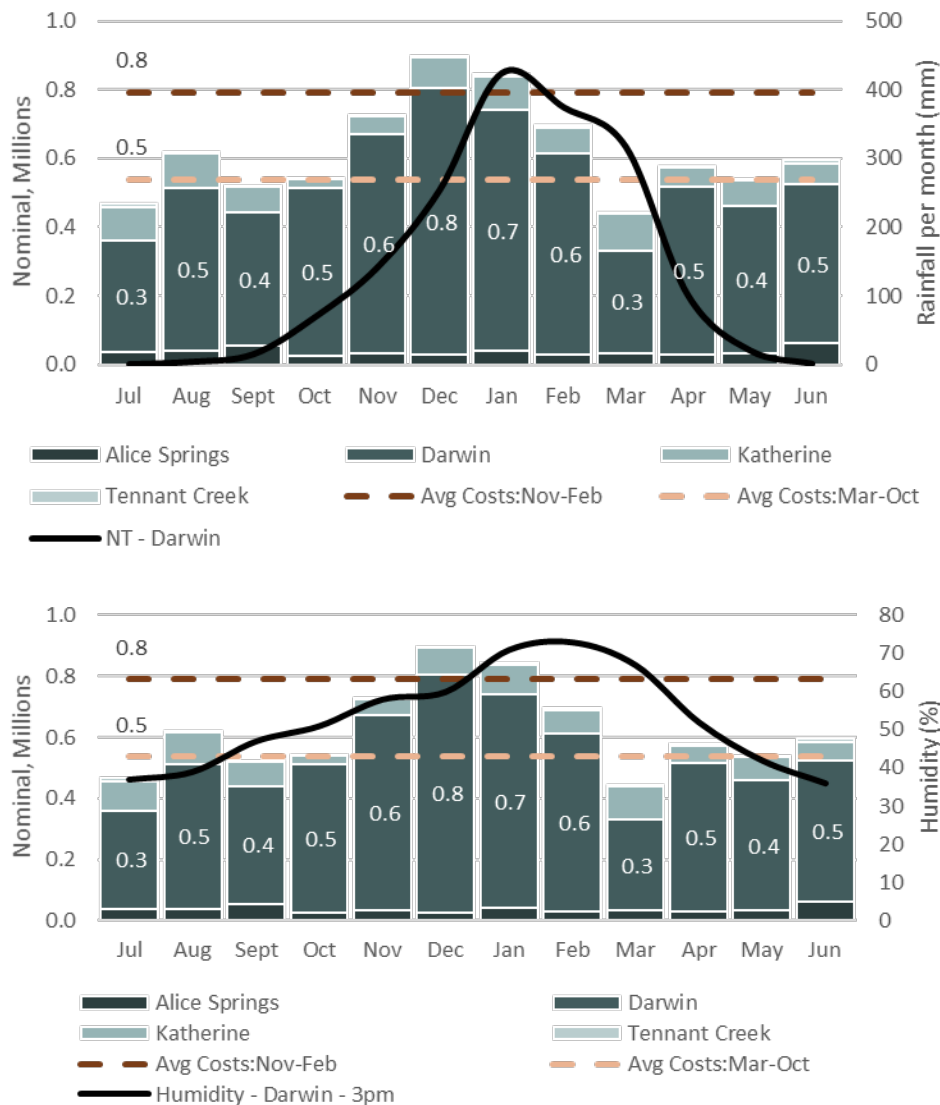 1.0 500
0.8
0.8 400
0.6 0.5 300
0.4 200
0.2 100
0.0 0
Nominal, Millions
Rainfall per month (mm)
0.3 0.5 0.4 0.5 0.6 0.8 0.7 0.6 0.3 0.5 0.4 0.5
Jul Aug Sept Oct Nov Dec Jan Feb Mar Apr May Jun
Alice Springs Darwin Katherine
Tennant Creek Avg Costs:Nov-Feb Avg Costs:Mar-Oct
NT - Darwin
1.0 80
70
0.8
0.8 60
0.6 0.5 50
40
0.4 30
0.2 20
10
0.0 0
Nominal, Millions
Humidity (%)
0.3 0.5 0.4 0.5 0.6 0.8 0.7 0.6 0.3 0.5 0.4 0.5
Jul Aug Sept Oct Nov Dec Jan Feb Mar Apr May Jun
Alice Springs Darwin
Katherine Tennant Creek
Avg Costs:Nov-Feb Avg Costs:Mar-Oct
Humidity - Darwin - 3pm